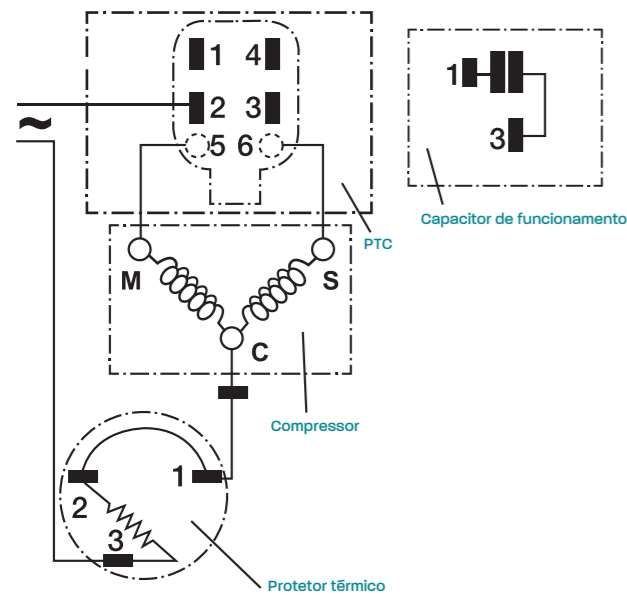 1 4
2 3
5 6
~
1
3
Capacitor de funcionamento
PTC
M S
C
Compressor
1
2
3
Protetor térmico